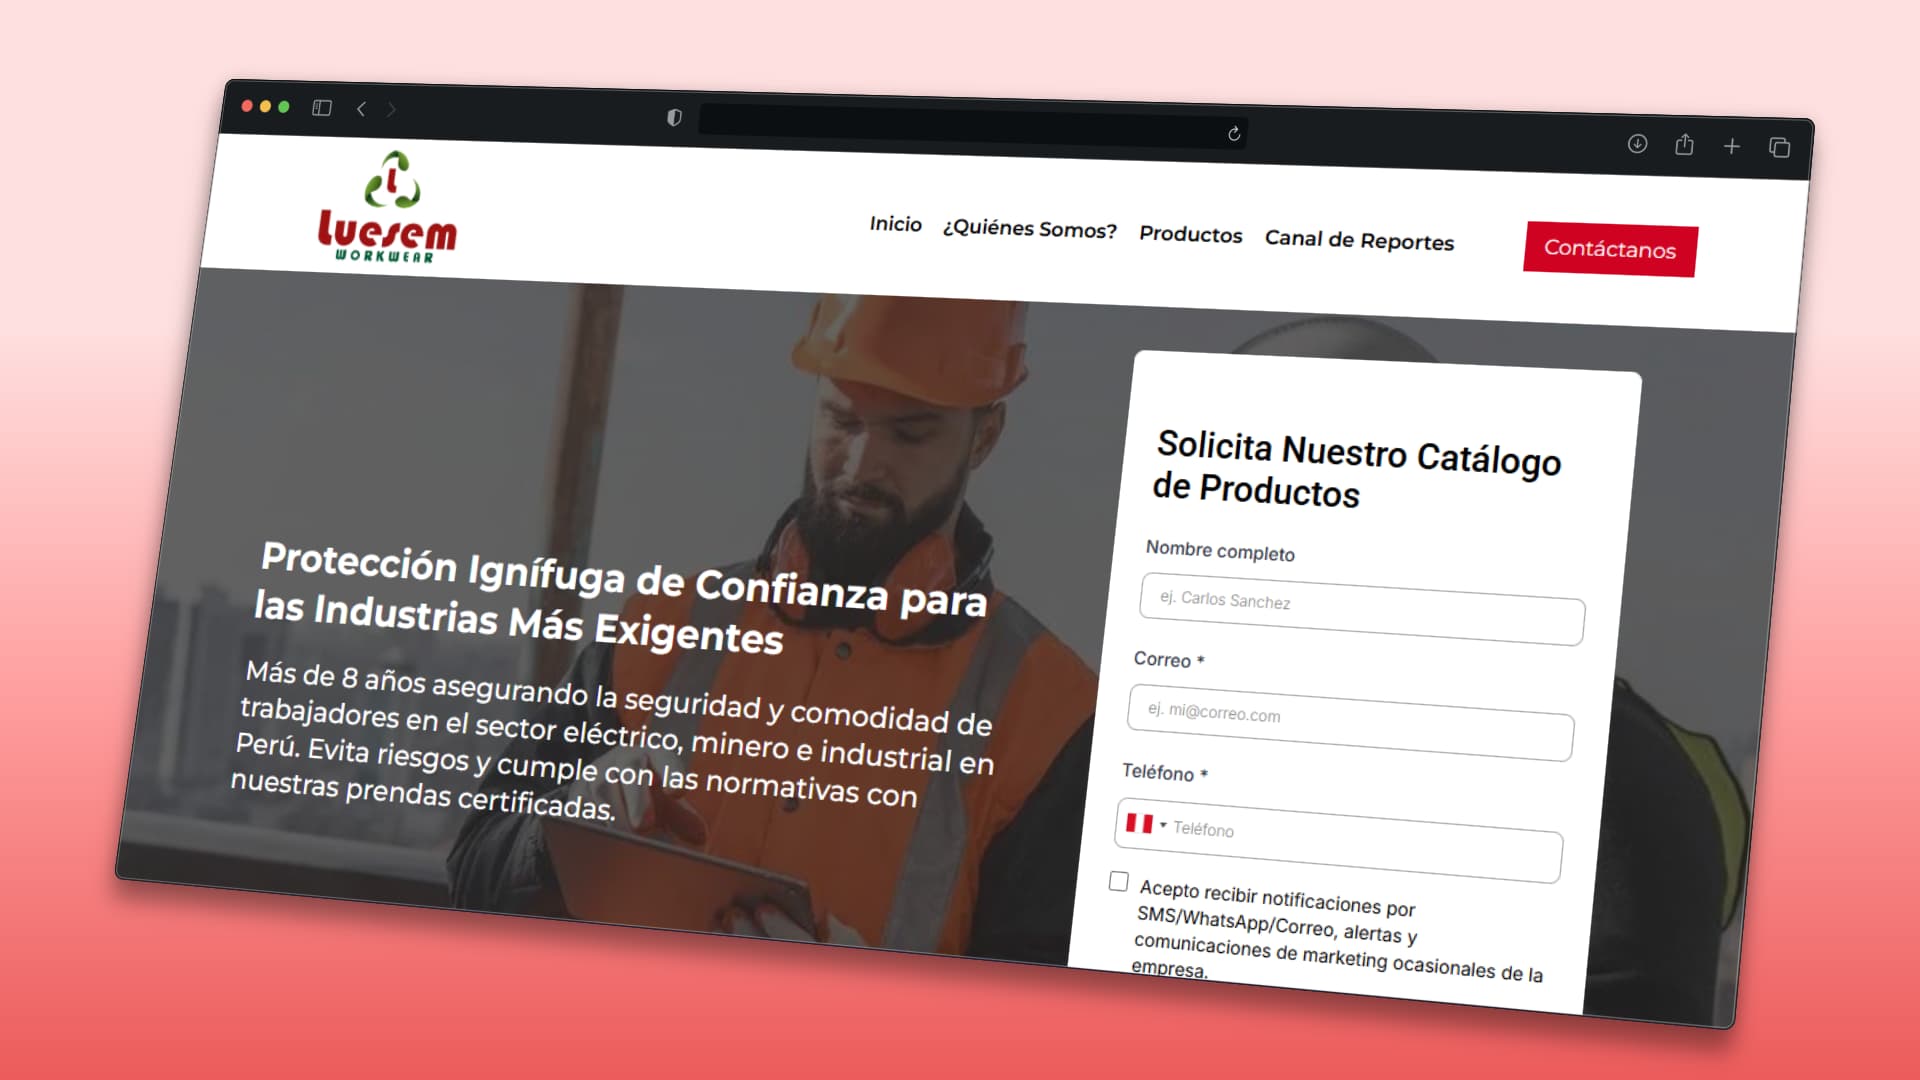 L
Luesem
WORKWEAR
Inicio ¿Quiénes Somos? Productos Canal de Reportes Contáctanos
Protección Ignífuga de Confianza para
las Industrias Más Exigentes
Más de 8 años asegurando la seguridad y comodidad de
trabajadores en el sector eléctrico, minero e industrial en
Perú. Evita riesgos y cumple con las normativas con
nuestras prendas certificadas.
Solicita Nuestro Catálogo
de Productos
Nombre completo
ej. Carlos Sanchez
Correo *
ej. mi@correo.com
Teléfono *
Teléfono
Acepto recibir notificaciones por
SMS/WhatsApp/Correo, alertas y
comunicaciones de marketing ocasionales de la
empresa.